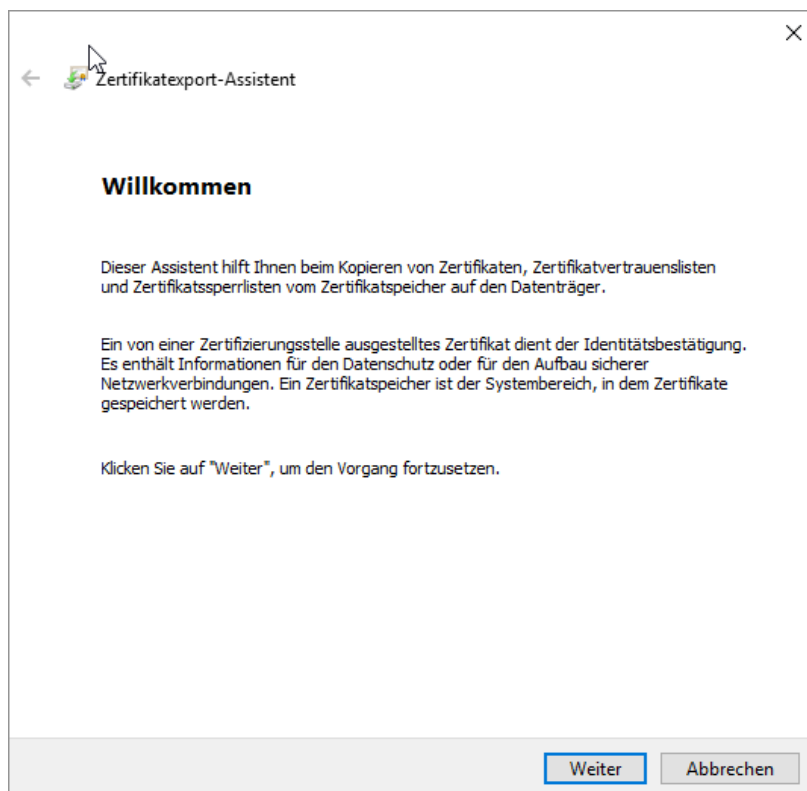 Zertifikatexport-Assistent
Willkommen
Dieser Assistent hilft Ihnen beim Kopieren von Zertifikaten, Zertifikatvertrauenslisten
und Zertifikatssperrlisten vom Zertifikatspeicher auf den Datenträger.
Ein von einer Zertifizierungsstelle ausgestelltes Zertifikat dient der Identitätsbestätigung.
Es enthält Informationen für den Datenschutz oder für den Aufbau sicherer
Netzwerkverbindungen. Ein Zertifikatspeicher ist der Systembereich, in dem Zertifikate
gespeichert werden.
Klicken Sie auf "Weiter", um den Vorgang fortzusetzen.
Weiter
Abbrechen